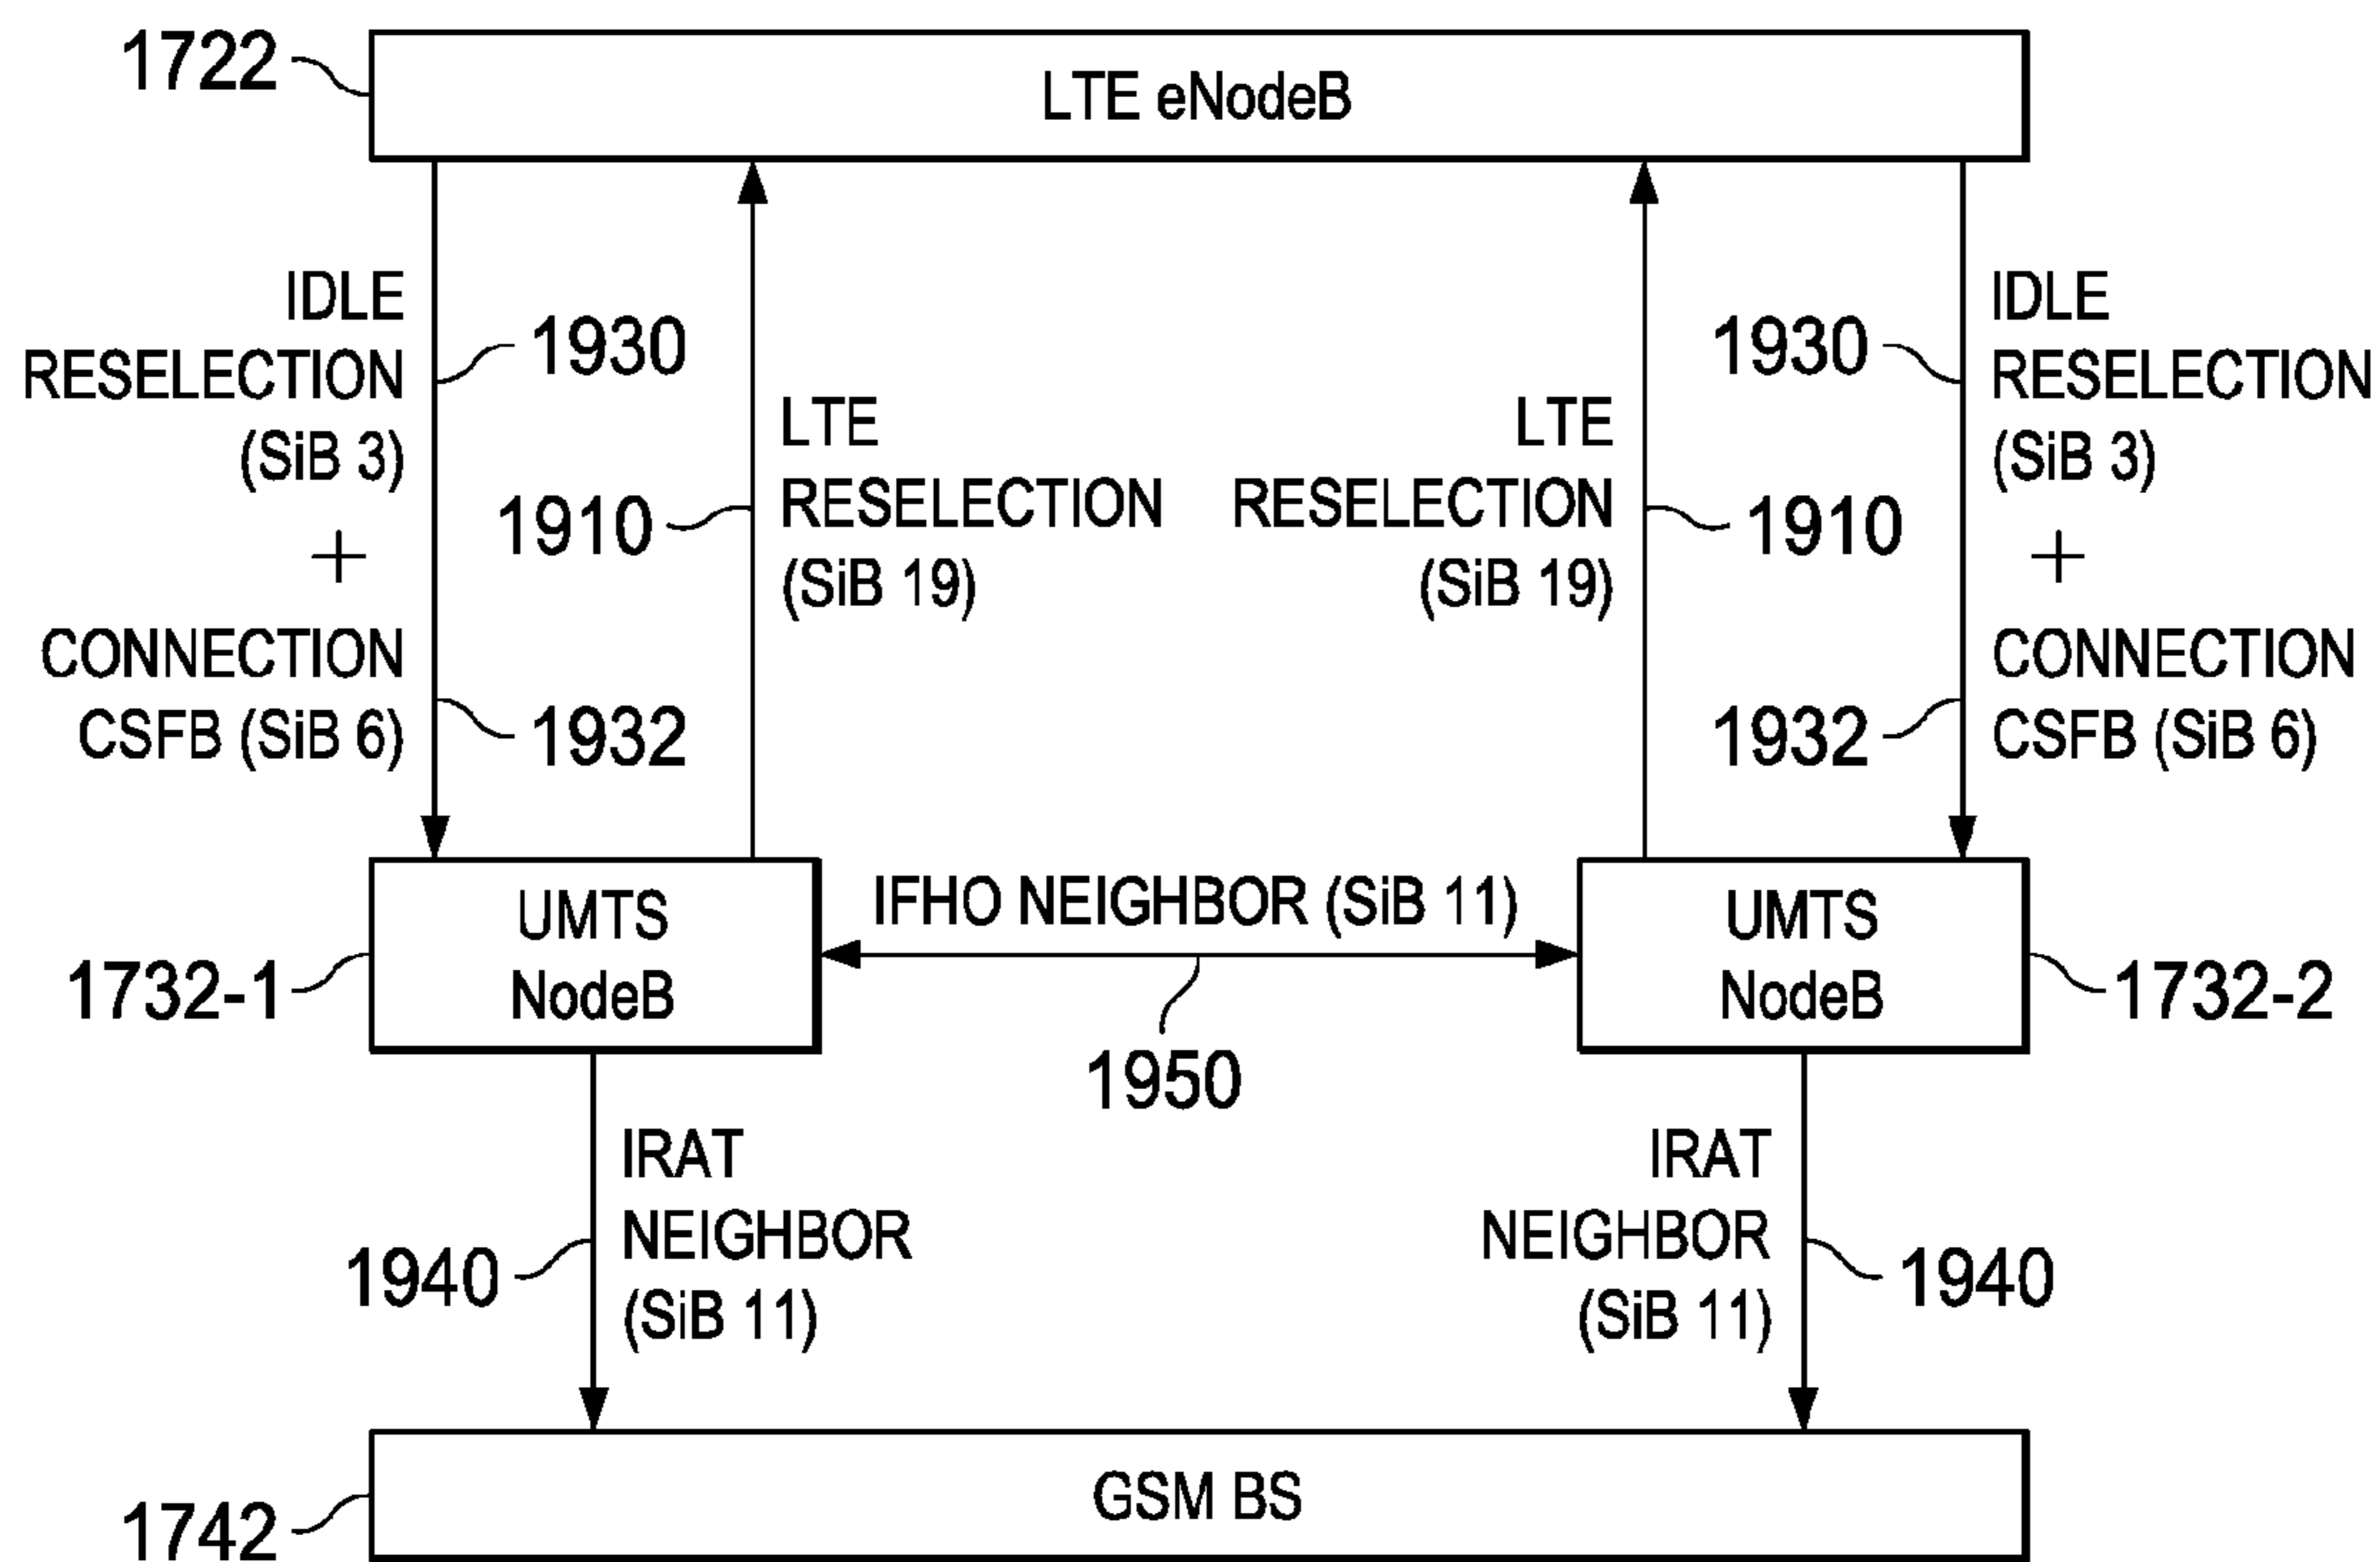 1722
LTE eNodeB
IDLE
RESELECTION
(SiB 3)
+
CONNECTION
CSFB (SiB 6)
1930
1932
1910
LTE
RESELECTION
(SiB 19)
LTE
RESELECTION
(SiB 19)
1910
1930
1932
IDLE
RESELECTION
(SiB 3)
+
CONNECTION
CSFB (SiB 6)
1732-1
UMTS
NodeB
IFHO NEIGHBOR (SiB 11)
1950
UMTS
NodeB
1732-2
1940
IRAT
NEIGHBOR
(SiB 11)
IRAT
NEIGHBOR
(SiB 11)
1940
1742
GSM BS